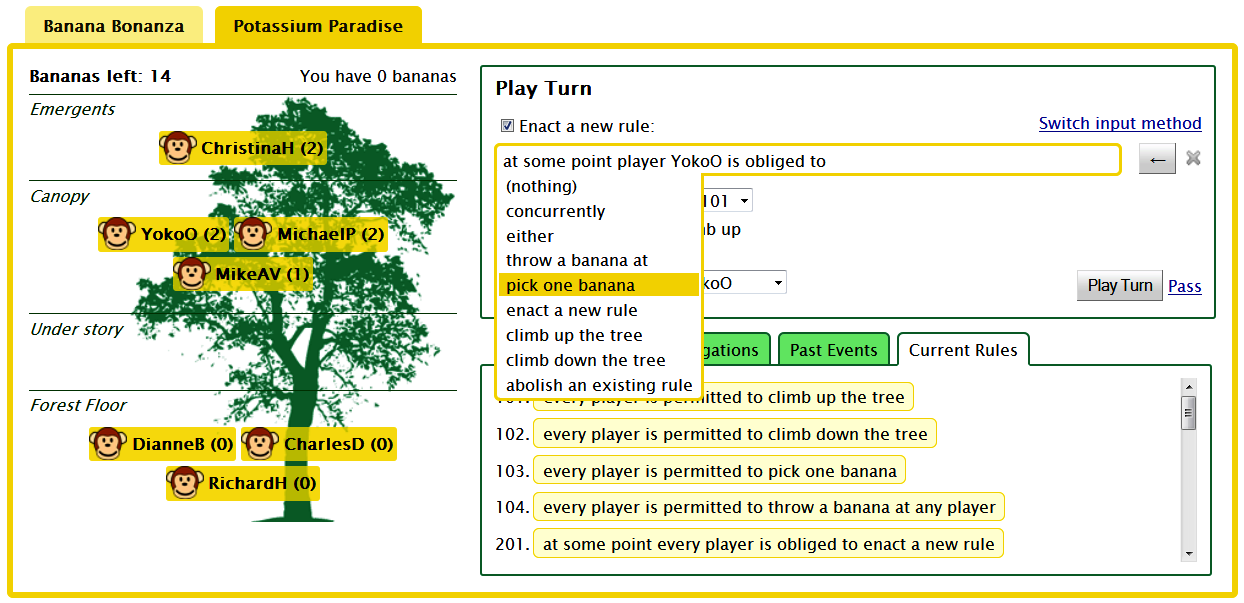 Banana Bonanza
Potassium Paradise
Bananas left: 14
You have 0 bananas
Emergents
ChristinaH (2)
Canopy
YokoO (2)
MichaelP (2)
MikeAV (1)
Under story
Forest Floor
DianneB (0)
CharlesD (0)
RichardH (0)
Play Turn
Enact a new rule:
Switch input method
at some point player YokoO is obliged to
←
(nothing)
concurrently
either
throw a banana at
pick one banana
enact a new rule
climb up the tree
climb down the tree
abolish an existing rule
101
up
Play Turn
Pass
Past Events
Current Rules
every player is permitted to climb up the tree
102. every player is permitted to climb down the tree
103. every player is permitted to pick one banana
104. every player is permitted to throw a banana at any player
201. at some point every player is obliged to enact a new rule